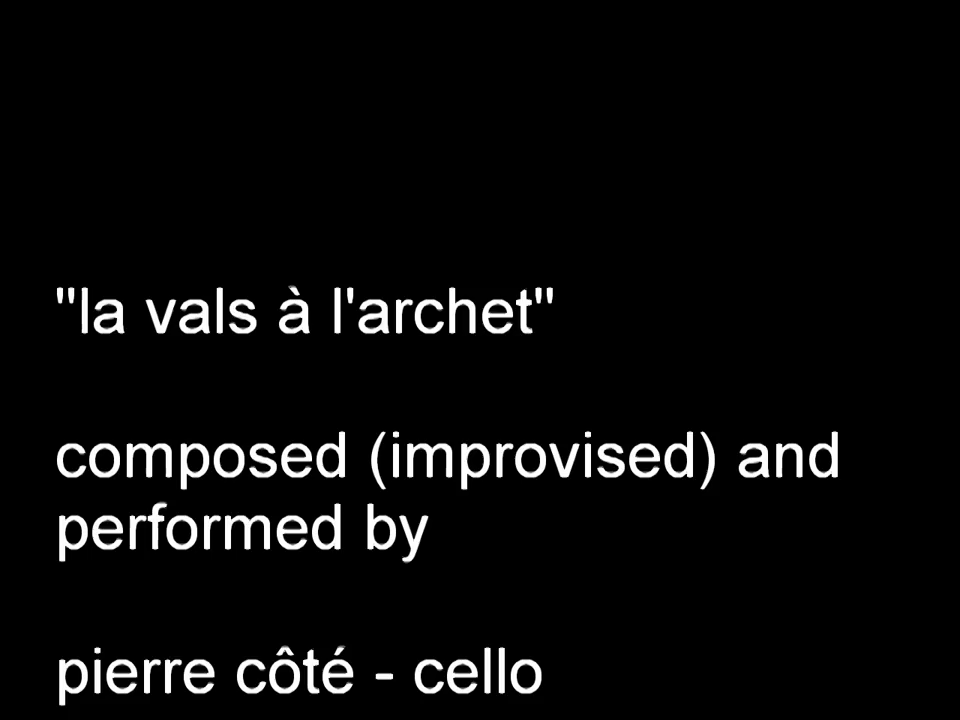 "la vals à l'archet"
composed (improvised) and
performed by
pierre côté - cello